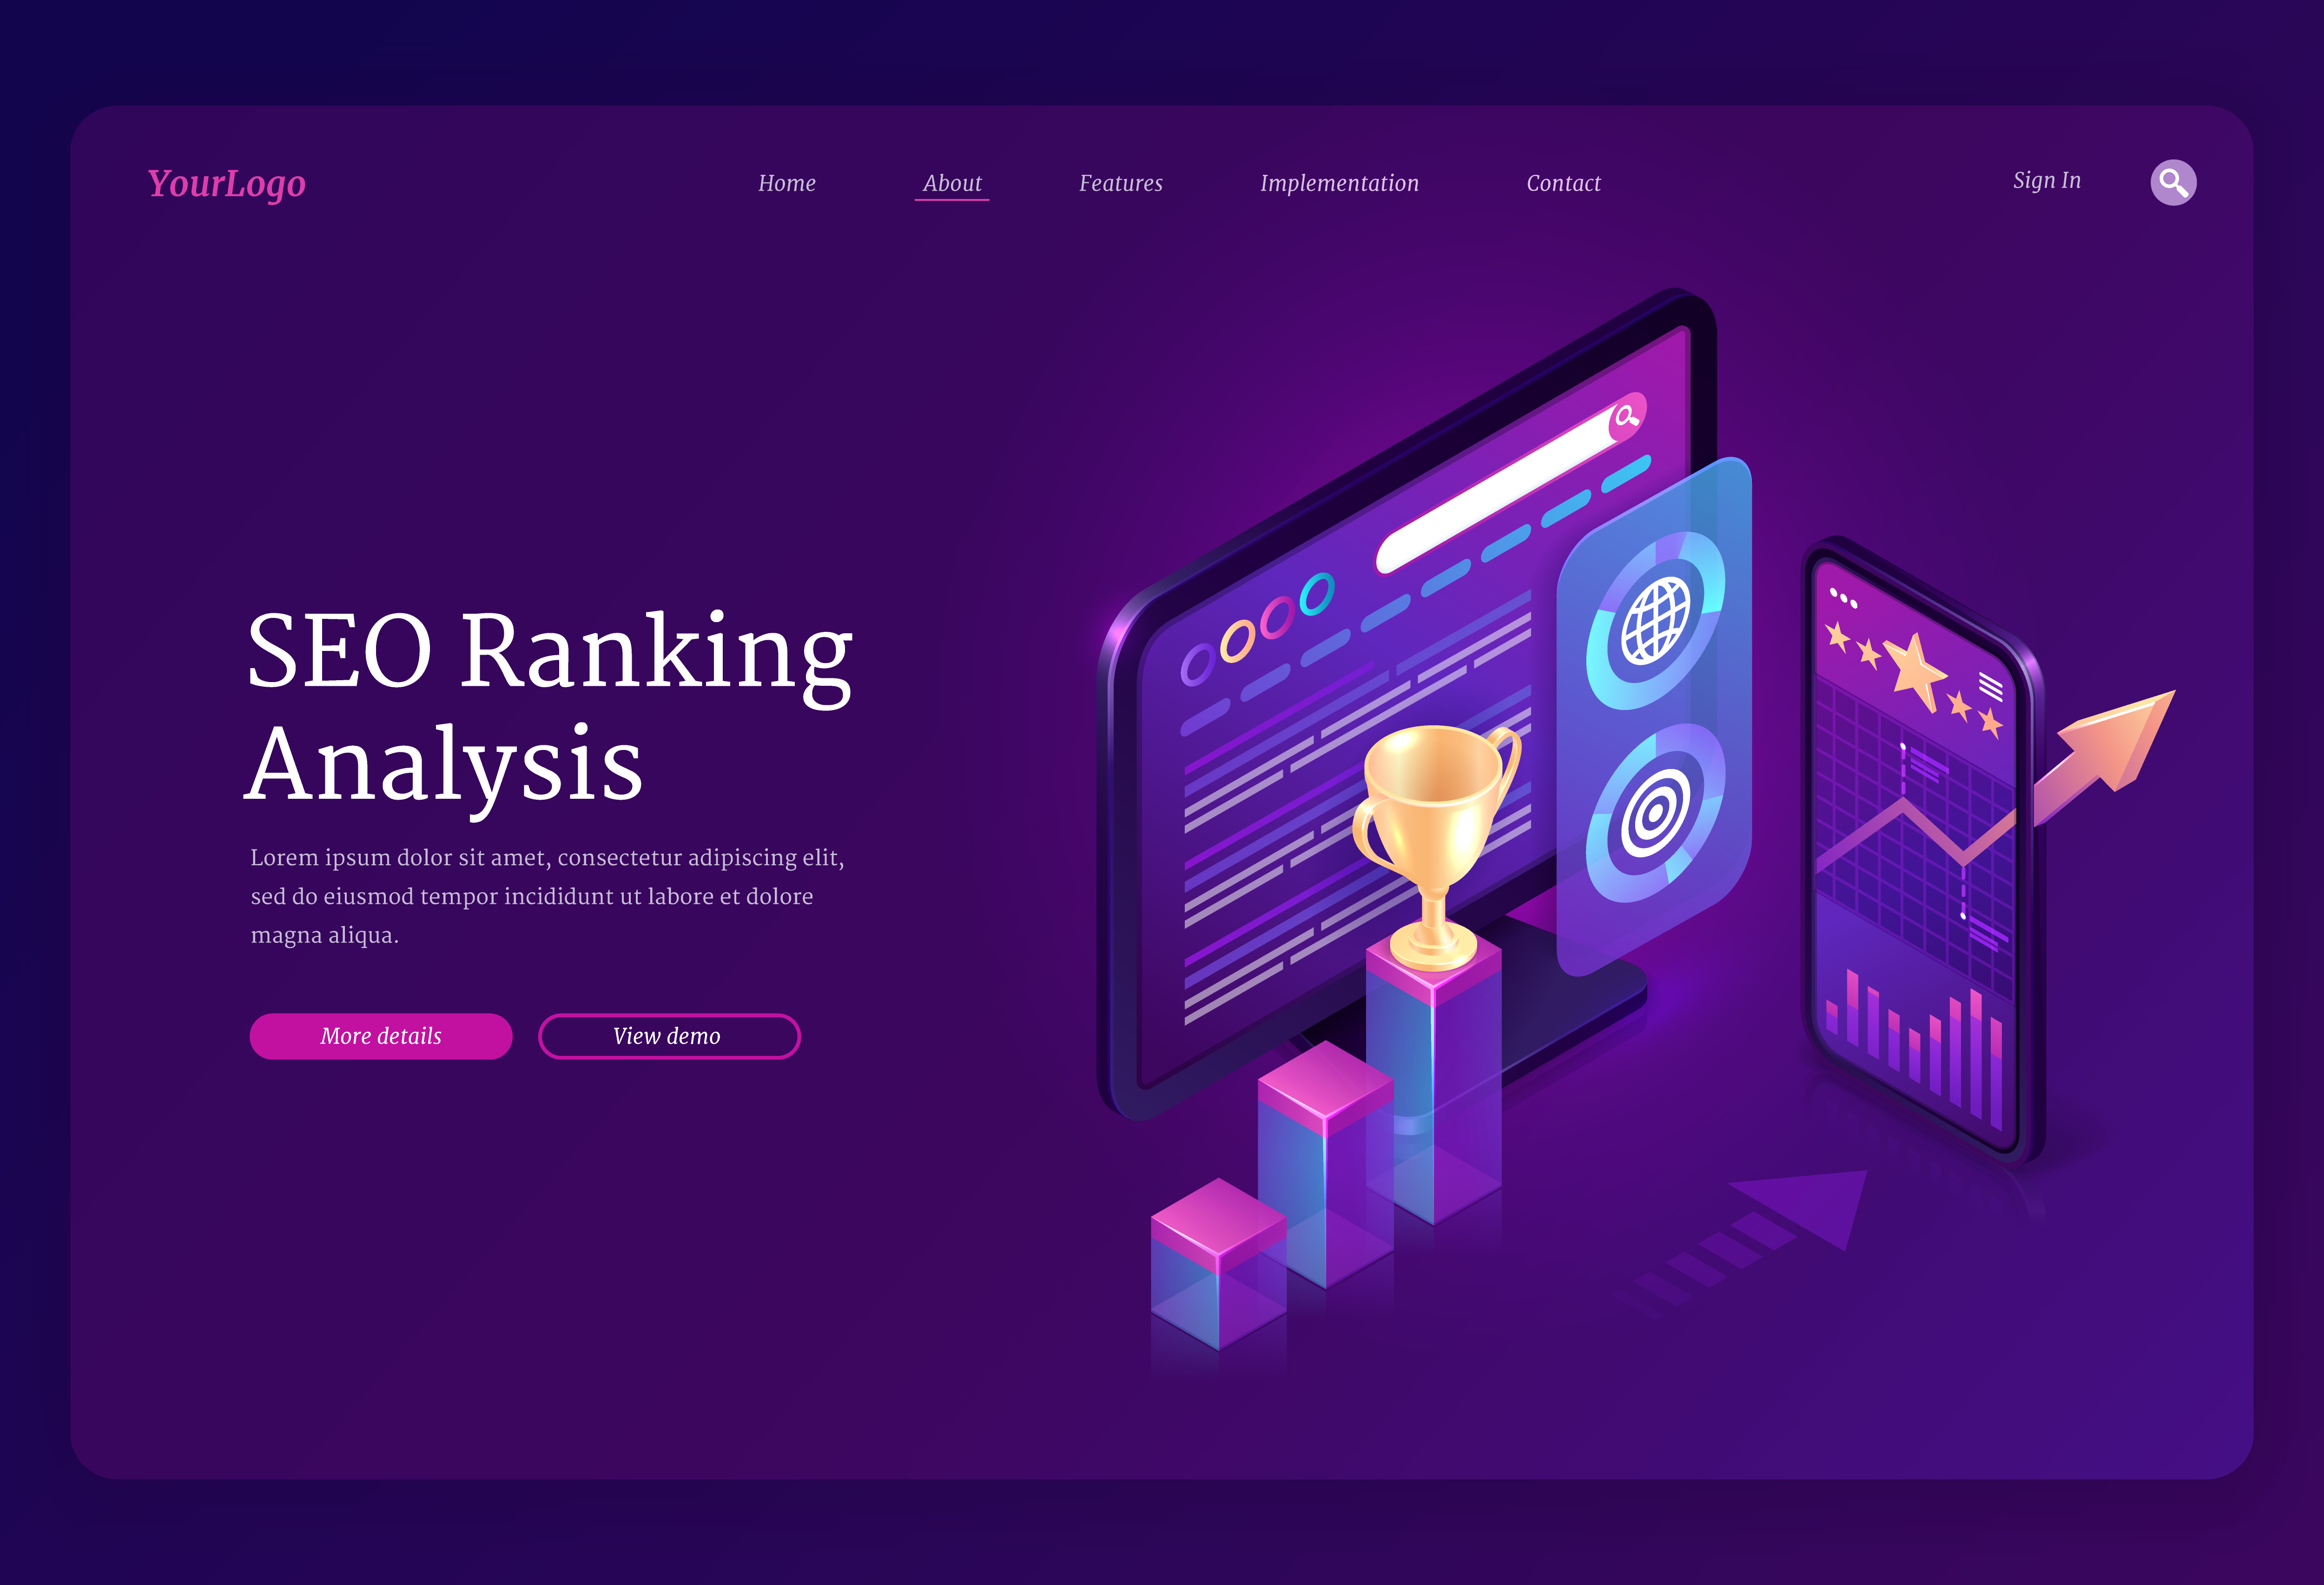 YourLogo
Home
About
Features
Implementation
Contact
Sign In
SEO Ranking
Analysis
Lorem ipsum dolor sit amet, consectetur adipiscing elit,
sed do eiusmod tempor incididunt ut labore et dolore
magna aliqua.
More details
View demo